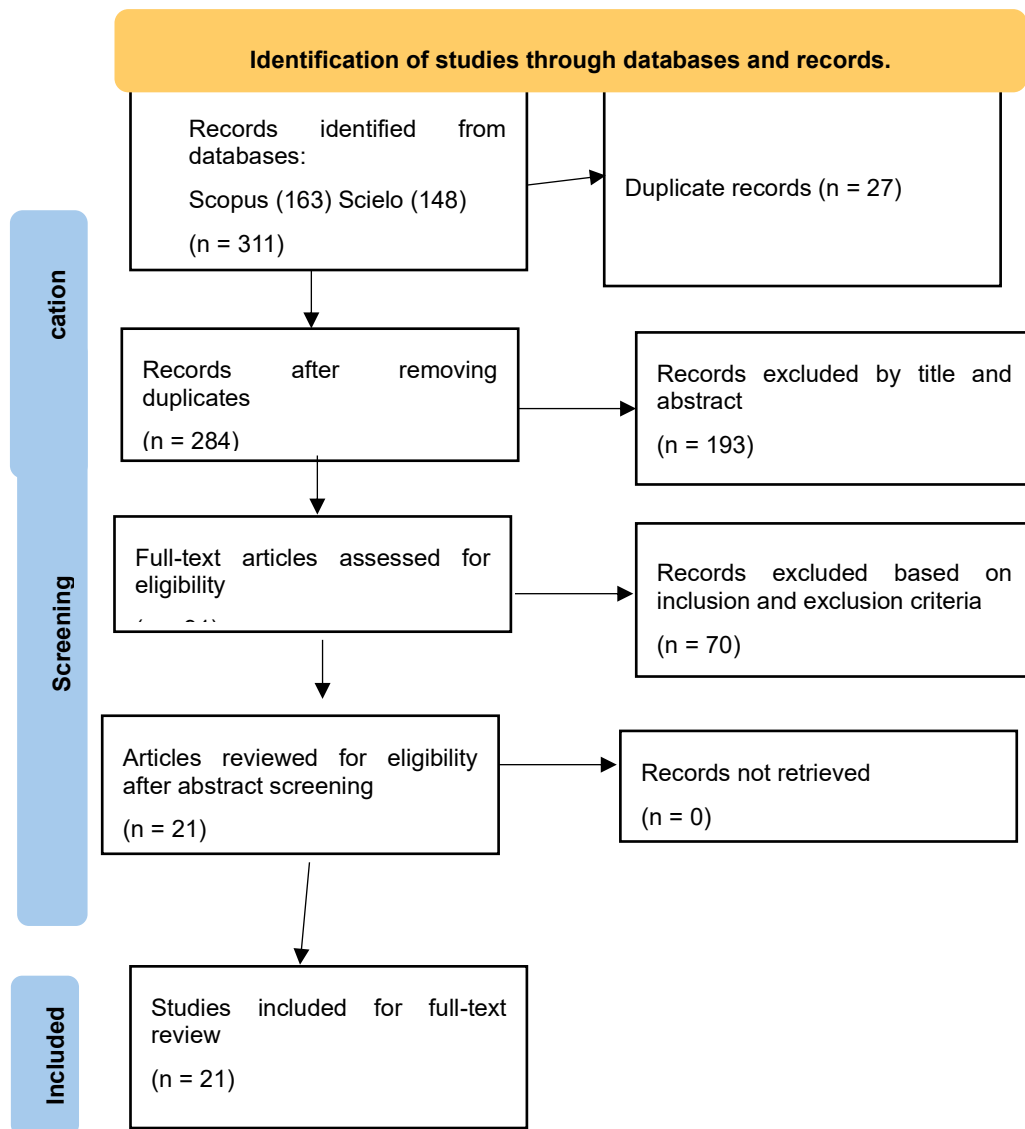 Identification of studies through databases and records.
Records identified from
databases:
Scopus (163) Scielo (148)
(n = 311)
Duplicate records (n = 27)
cation
Records after removing
duplicates
(n = 284)
Records excluded by title and
abstract
(n = 193)
Screening
Full-text articles assessed for
eligibility
Records excluded based on
inclusion and exclusion criteria
(n = 70)
Articles reviewed for eligibility
after abstract screening
(n = 21)
Records not retrieved
(n = 0)
Included
Studies included for full-text
review
(n = 21)